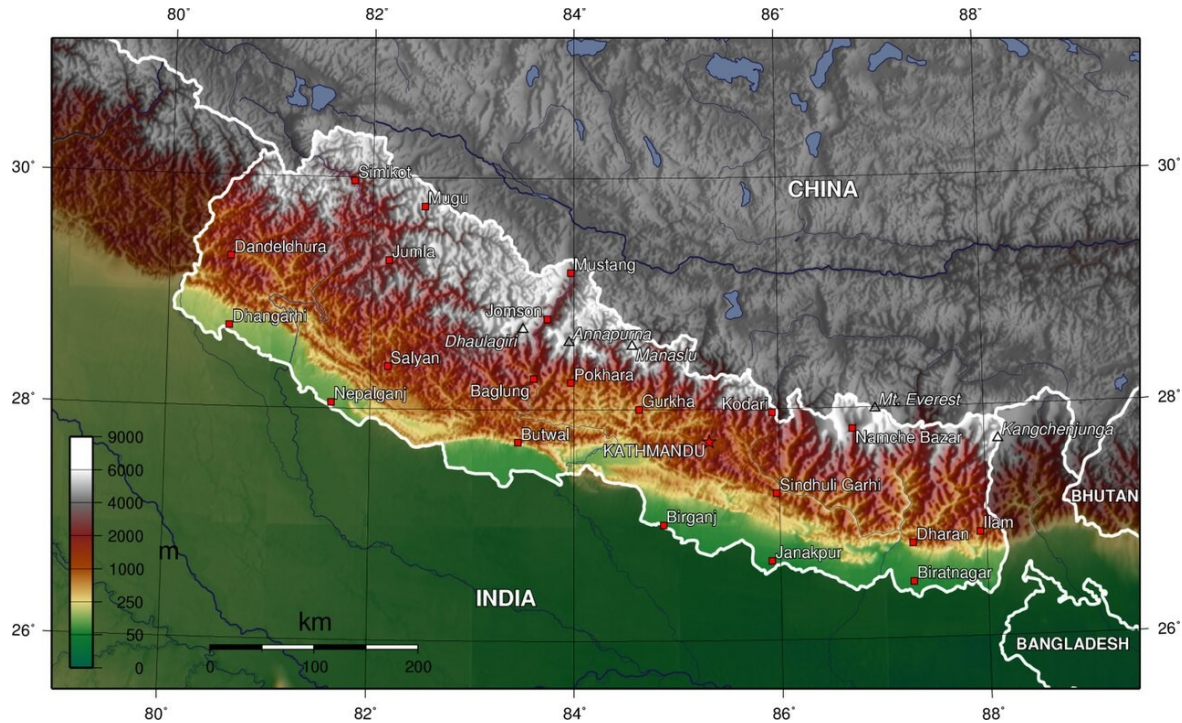 80° 82° 84° 86° 88°
30° 30°
CHINA
Simikot
Mugu
Dandeldhura
Jumla
Mustang
Dhangarhi
Jomson
Dhaulagiri
Annapurna
Manaslu
Salyan
Baglung
Pokhara
Nepalganj
Gurkha
Kodari
Mt. Everest
28° 28°
Namche Bazar
Kangchenjunga
Butwal
KATHMANDU
Sindhuli Garhi
BHUTAN
Birganj
Dharan
Ilam
Janakpur
Biratnagar
9000
6000
4000
2000
1000
250
50
0
m
INDIA
km
0 100 200
26° 26°
BANGLADESH
80° 82° 84° 86° 88°